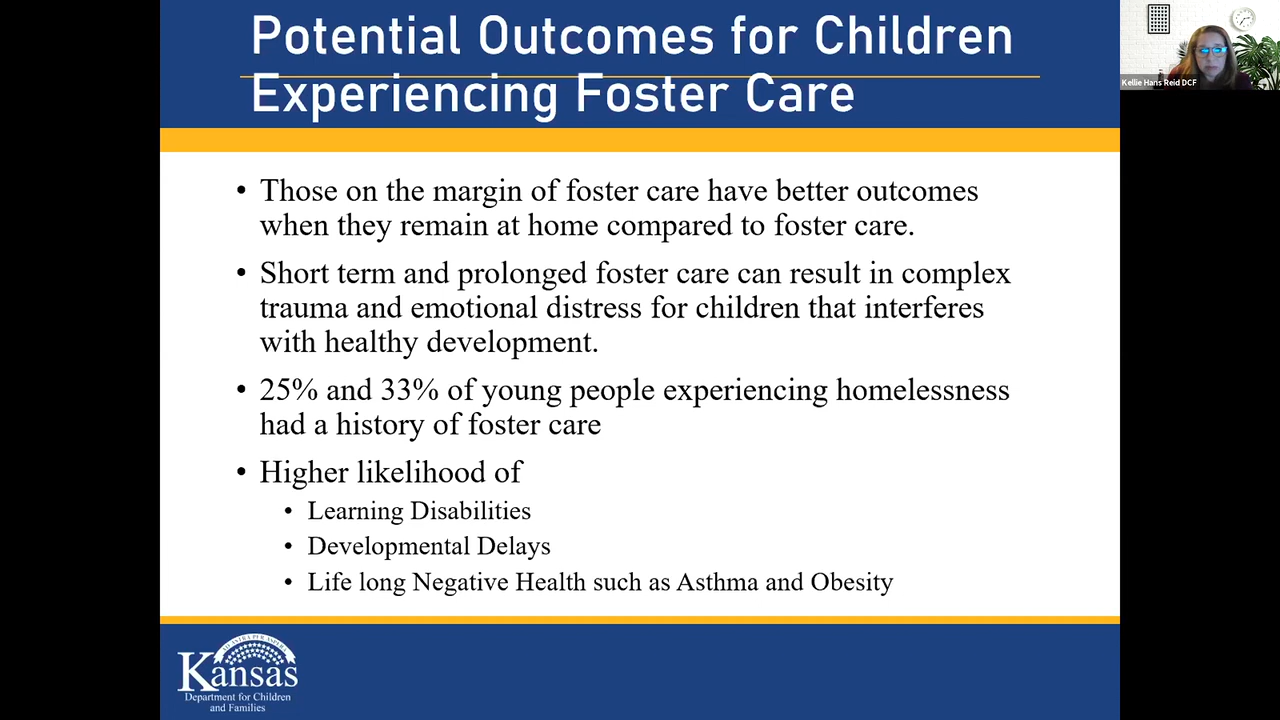 Potential Outcomes for Children
Experiencing Foster Care
Kellie Hans Reid DCF
• Those on the margin of foster care have better outcomes
when they remain at home compared to foster care.
• Short term and prolonged foster care can result in complex
trauma and emotional distress for children that interferes
with healthy development.
• 25% and 33% of young people experiencing homelessness
had a history of foster care
• Higher likelihood of
• Learning Disabilities
• Developmental Delays
• Life long Negative Health such as Asthma and Obesity
Kansas
Department for Children
and Families